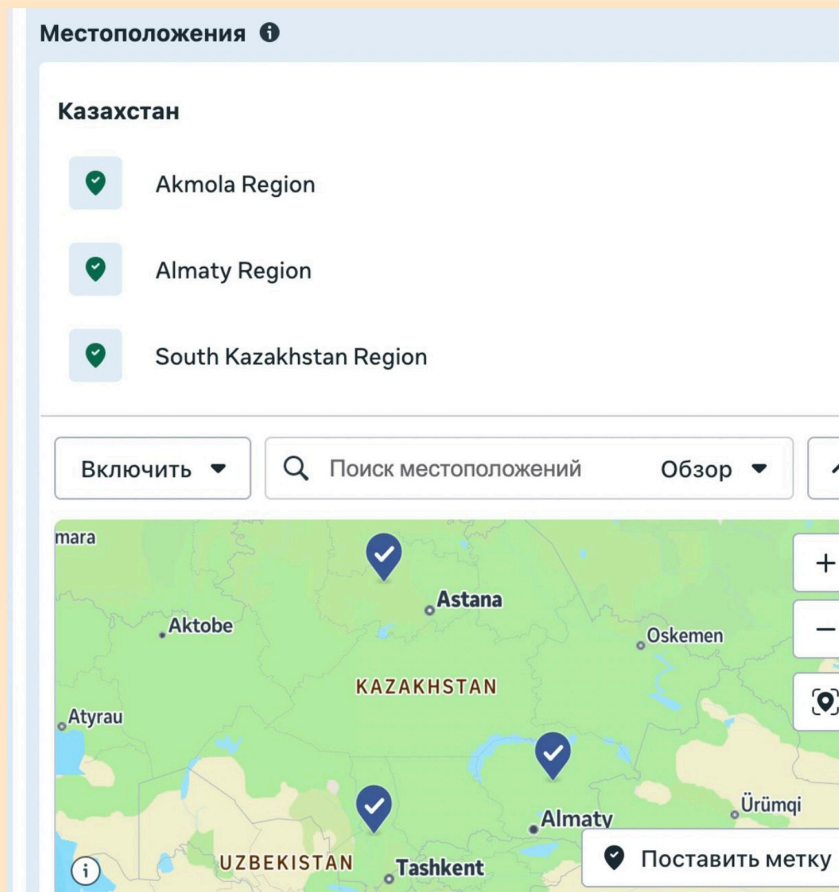 Местоположения
Казахстан
Akmola Region
Almaty Region
South Kazakhstan Region
Включить
Поиск местоположений
Обзор
mara
Astana
Aktobe
Oskemen
KAZAKHSTAN
Atyrau
Ürümqi
Almaty
UZBEKISTAN
Tashkent
Поставить метку